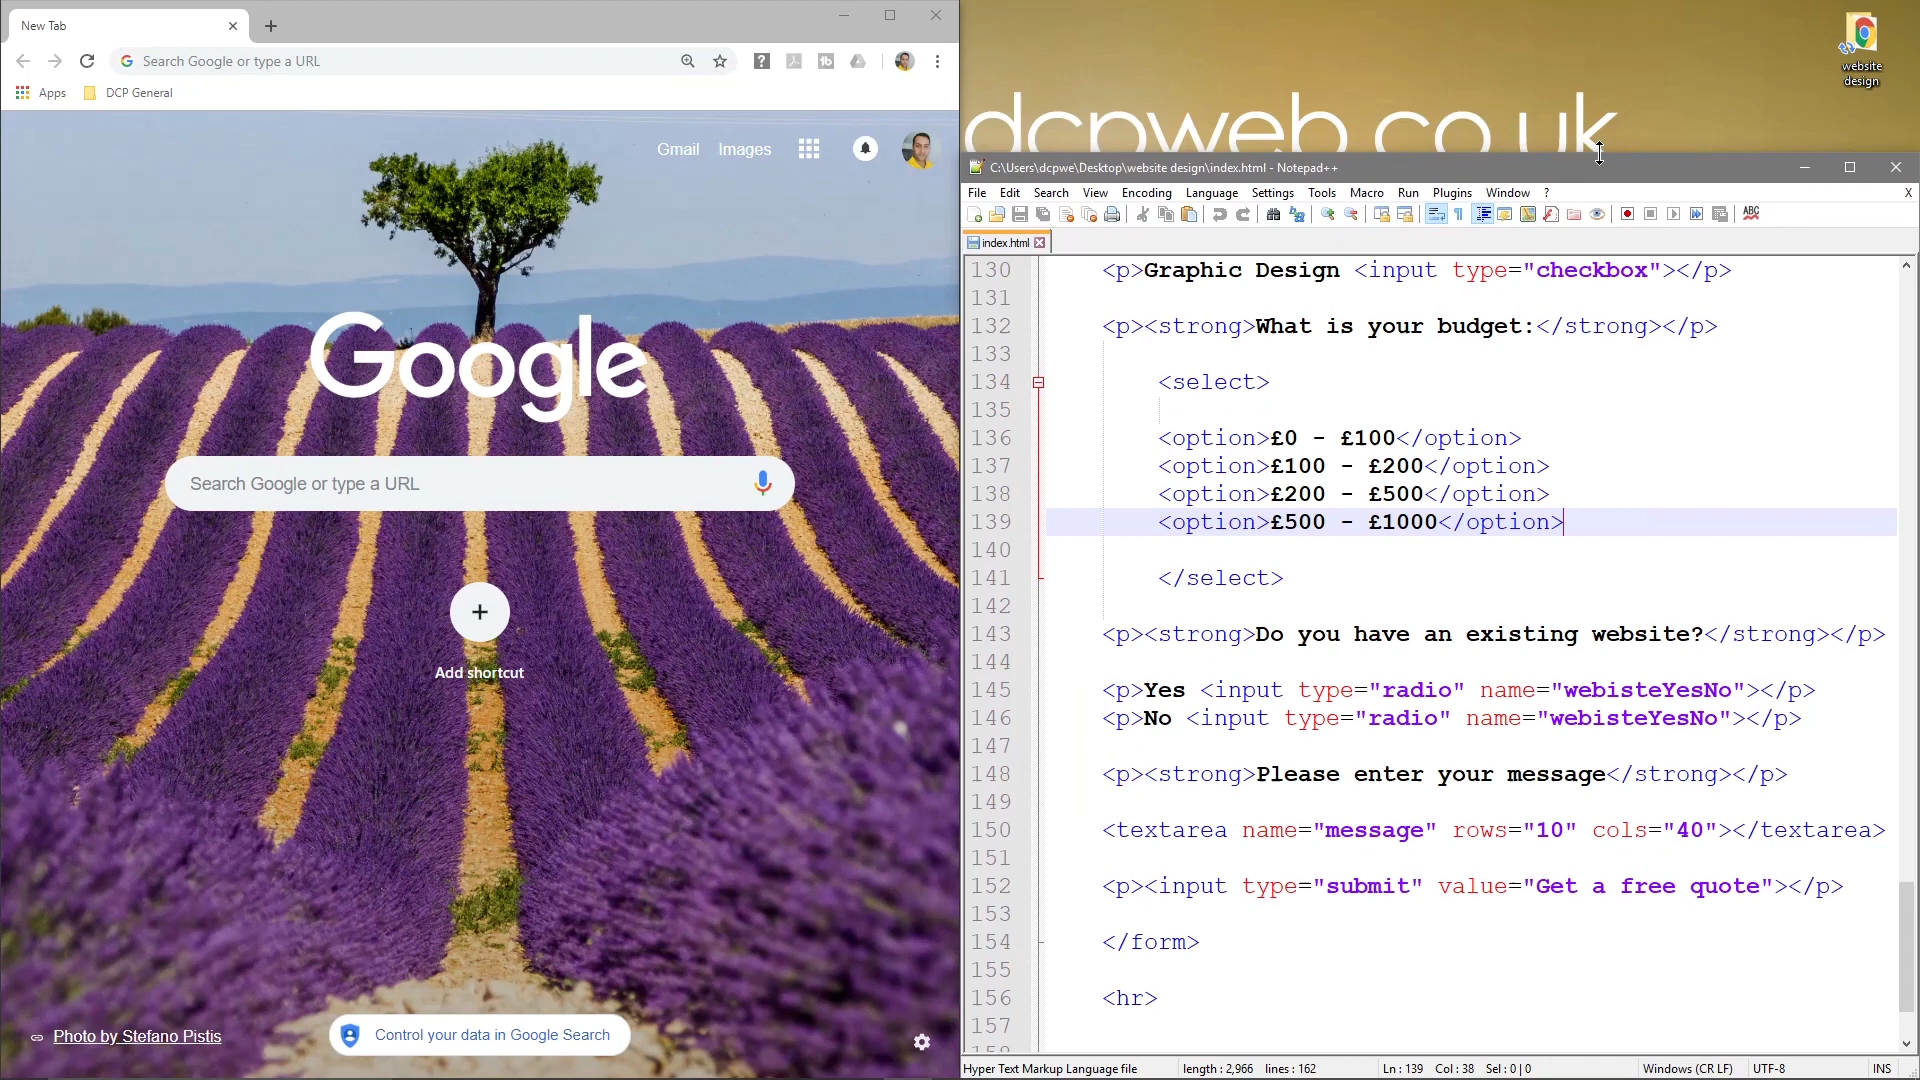 New Tab
Search Google or type a URL
Apps
DCP General
Gmail Images
Google
Search Google or type a URL
Add shortcut
Photo by Stefano Pistis
Control your data in Google Search
website
design
dcpweb.co.uk
C:\Users\dcpwe\Desktop\website design\index.html - Notepad++
File Edit Search View Encoding Language Settings Tools Macro Run Plugins Window ? X
ABC
index.html
130 <p>Graphic Design <input type="checkbox"></p>
131
132 <p><strong>What is your budget:</strong></p>
133
134 <select>
135
136 <option>£0 - £100</option>
137 <option>£100 - £200</option>
138 <option>£200 - £500</option>
139 <option>£500 - £1000</option>
140
141 </select>
142
143 <p><strong>Do you have an existing website?</strong></p>
144
145 <p>Yes <input type="radio" name="webisteYesNo"></p>
146 <p>No <input type="radio" name="webisteYesNo"></p>
147
148 <p><strong>Please enter your message</strong></p>
149
150 <textarea name="message" rows="10" cols="40"></textarea>
151
152 <p><input type="submit" value="Get a free quote"></p>
153
154 </form>
155
156 <hr>
157
Hyper Text Markup Language file length : 2,966 lines : 162 Ln : 139 Col : 38 Sel : 0 | 0 Windows (CR LF) UTF-8 INS